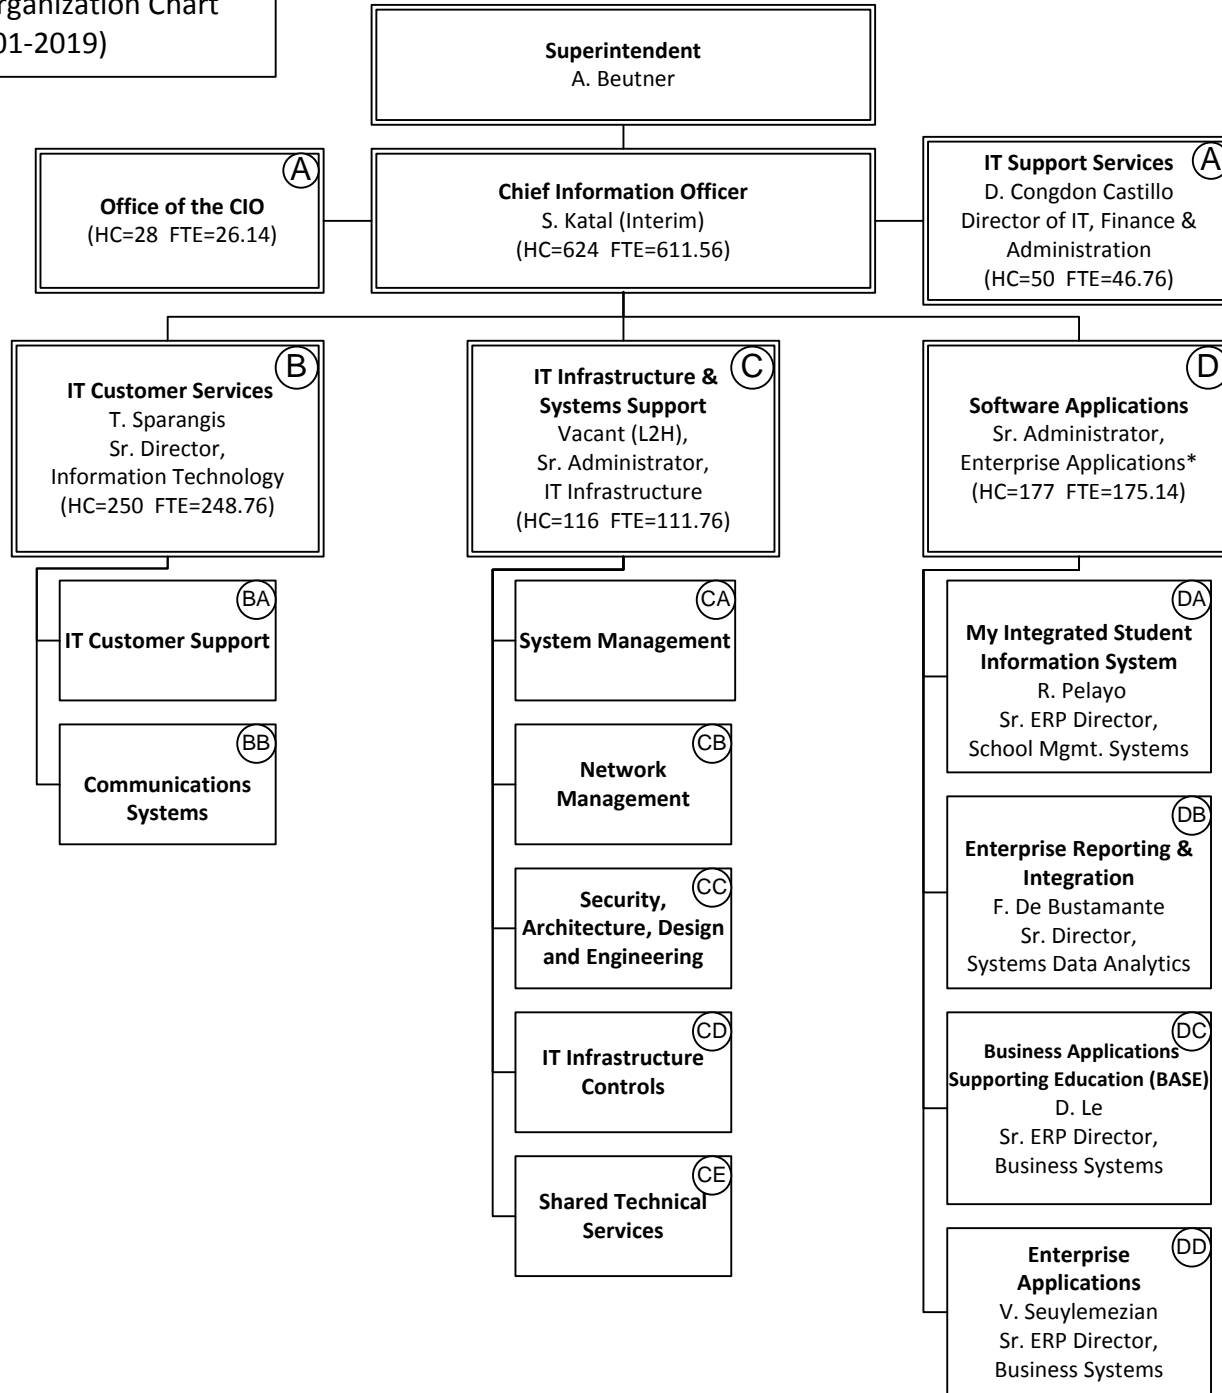 rganization Chart
01-2019)
Superintendent
A. Beutner
A
Office of the CIO
(HC=28 FTE=26.14)
Chief Information Officer
S. Katal (Interim)
(HC=624 FTE=611.56)
A
IT Support Services
D. Congdon Castillo
Director of IT, Finance &
Administration
(HC=50 FTE=46.76)
B
IT Customer Services
T. Sparangis
Sr. Director,
Information Technology
(HC=250 FTE=248.76)
BA
IT Customer Support
BB
Communications
Systems
C
IT Infrastructure &
Systems Support
Vacant (L2H),
Sr. Administrator,
IT Infrastructure
(HC=116 FTE=111.76)
CA
System Management
CB
Network
Management
CC
Security,
Architecture, Design
and Engineering
CD
IT Infrastructure
Controls
CE
Shared Technical
Services
D
Software Applications
Sr. Administrator,
Enterprise Applications*
(HC=177 FTE=175.14)
DA
My Integrated Student
Information System
R. Pelayo
Sr. ERP Director,
School Mgmt. Systems
DB
Enterprise Reporting &
Integration
F. De Bustamante
Sr. Director,
Systems Data Analytics
DC
Business Applications
Supporting Education (BASE)
D. Le
Sr. ERP Director,
Business Systems
DD
Enterprise
Applications
V. Seuylemezian
Sr. ERP Director,
Business Systems